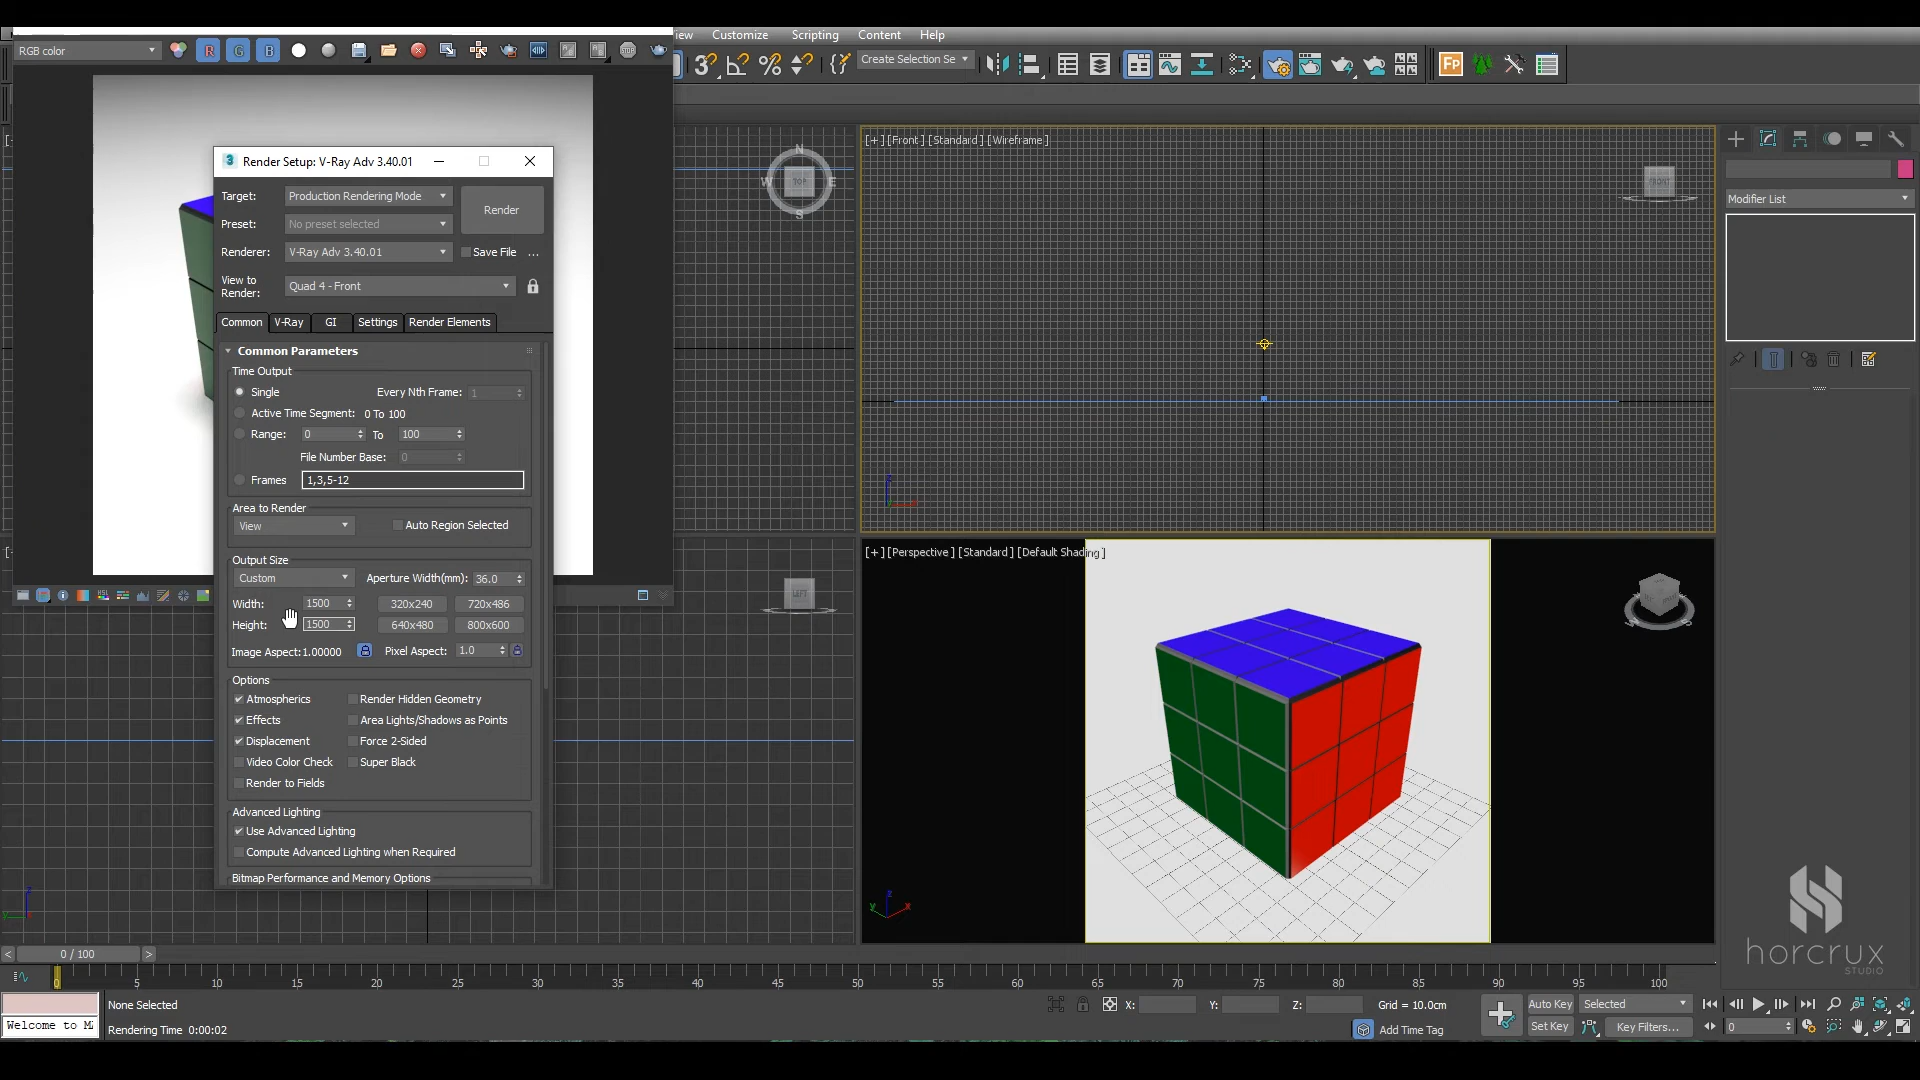 RGB color
R
G
B
ew
Customize
Scripting
Content
Help
3
%
Create Selection Se
Fp
Render Setup: V-Ray Adv 3.40.01
Target:
Production Rendering Mode
Render
Preset:
No preset selected
Renderer:
V-Ray Adv 3.40.01
Save File
...
View to
Render:
Quad 4 - Front
Common
V-Ray
GI
Settings
Render Elements
Common Parameters
Time Output
Single
Every Nth Frame:
1
Active Time Segment:
0 To 100
Range:
0
To
100
File Number Base:
0
Frames
1,3,5-12
Area to Render
View
Auto Region Selected
Output Size
Custom
Aperture Width(mm):
36.0
Width:
1500
320x240
720x486
Height:
1500
640x480
800x600
Image Aspect:1.00000
Pixel Aspect:
1.0
Options
Atmospherics
Render Hidden Geometry
Effects
Area Lights/Shadows as Points
Displacement
Force 2-Sided
Video Color Check
Super Black
Render to Fields
Advanced Lighting
Use Advanced Lighting
Compute Advanced Lighting when Required
Bitmap Performance and Memory Options
N
W
TOP
E
S
[+] [Front] [Standard] [Wireframe]
FRONT
LEFT
[+] [Perspective] [Standard] [Default Shading]
z
x
y
Modifier List
horcrux
STUDIO
< 0 / 100 >
0 5 10 15 20 25 30 35 40 45 50 55 60 65 70 75 80 85 90 95 100
None Selected
X:
Y:
Z:
Grid = 10.0cm
Auto Key
Selected
Welcome to M
Rendering Time 0:00:02
Add Time Tag
Set Key
Key Filters...
0